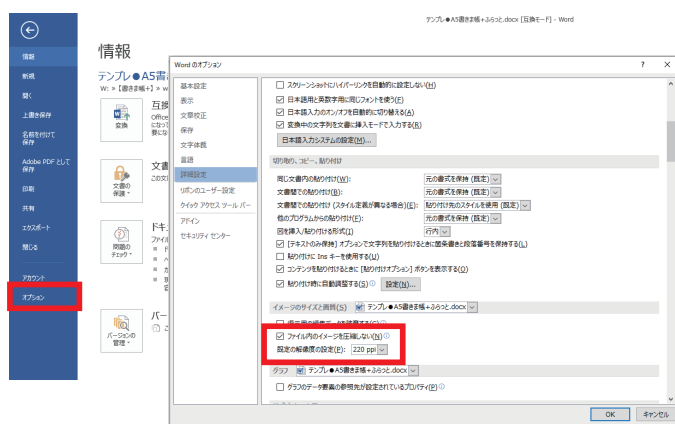 テンプレ●A5書きま帳+ふらっと.docx [互換モード] - Word
情報
新規
開く
上書き保存
名前を付けて
保存
Adobe PDF として
保存
印刷
共有
エクスポート
閉じる
アカウント
オプション
情報
テンプレ●A5書
W: » 【書きま帳+】 » w
変換
互換
Office
になっ
要にな
文書の
保護
文書
この文
問題の
チェック
ドキュ
ファイル
バージョンの
管理
バー
Word のオプション
? ×
基本設定
表示
文章校正
保存
文字体裁
言語
詳細設定
リボンのユーザー設定
クイック アクセス ツール バー
アドイン
セキュリティ センター
スクリーンショットにハイパーリンクを自動的に設定しない(H)
日本語用と英数字用に同じフォントを使う(F)
日本語入力のオン/オフを自動的に切り替える(A)
変換中の文字列を文書に挿入モードで入力する(R)
日本語入力システムの設定(M)...
切り取り、コピー、貼り付け
同じ文書内の貼り付け(W): 元の書式を保持 (既定)
文書間での貼り付け(B): 元の書式を保持 (既定)
文書間での貼り付け (スタイル定義が異なる場合)(E): 貼り付け先のスタイルを使用 (既定)
他のプログラムからの貼り付け(F): 元の書式を保持 (既定)
図を挿入/貼り付ける形式(I) 行内
[テキストのみ保持] オプションで文字列を貼り付けるときに箇条書きと段落番号を保持する(L)
貼り付けに Ins キーを使用する(U)
コンテンツを貼り付けるときに [貼り付けオプション] ボタンを表示する(O)
貼り付け時に自動調整する(S) 設定(N)...
イメージのサイズと画質(S) テンプレ●A5書きま帳+ふらっと.docx
ファイル内のイメージを圧縮しない(N)
既定の解像度の設定(P): 220 ppi
グラフ テンプレ●A5書きま帳+ふらっと.docx
グラフのデータ要素の参照先が設定されているプロパティ(P)
OK キャンセル